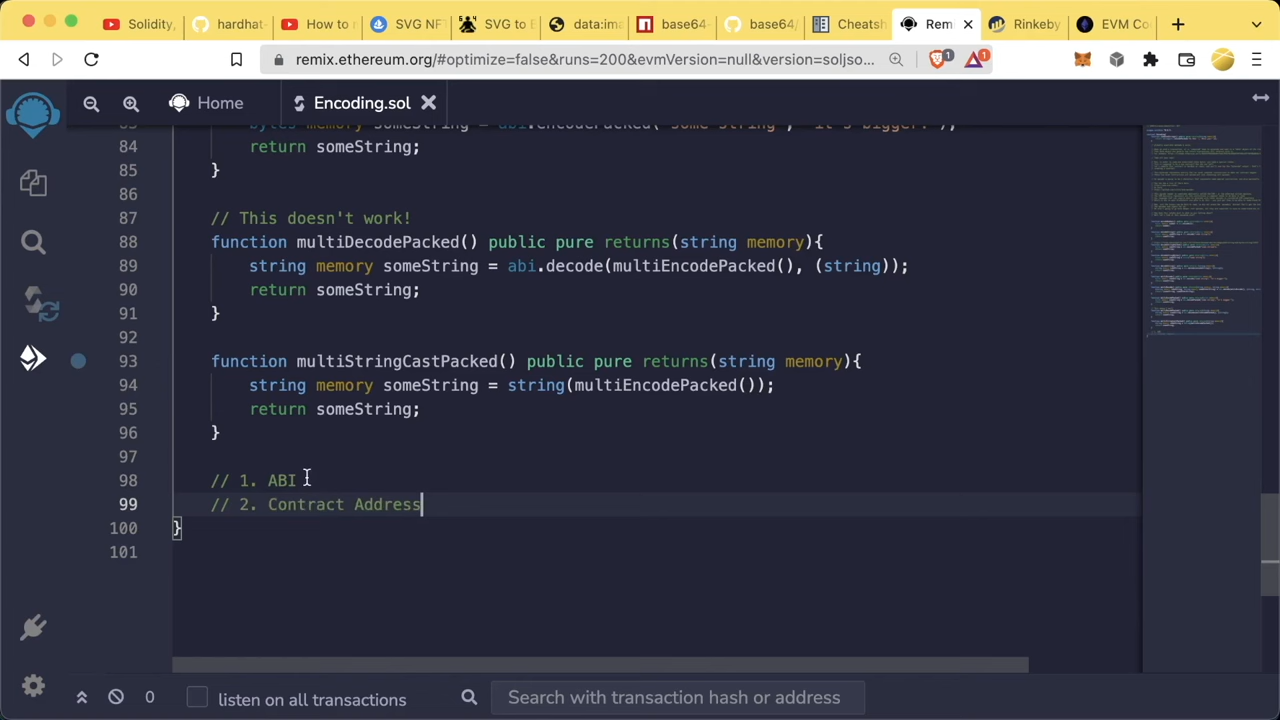 Solidity,
hardhat-
How to r
SVG NF
SVG to E
data:ima
base64-
base64/
Cheatsh
Remi
Rinkeby
EVM Co
remix.ethereum.org/#optimize=false&runs=200&evmVersion=null&version=soljso...
1
1
Home
Encoding.sol
84 return someString;
85 }
86
87 // This doesn't work!
88 function multiDecodePacked() public pure returns(string memory){
89 string memory someString = abi.decode(multiEncodePacked(), (string));
90 return someString;
91 }
92
93 function multiStringCastPacked() public pure returns(string memory){
94 string memory someString = string(multiEncodePacked());
95 return someString;
96 }
97
98 // 1. ABI
99 // 2. Contract Address
100 }
101
0
listen on all transactions
Search with transaction hash or address